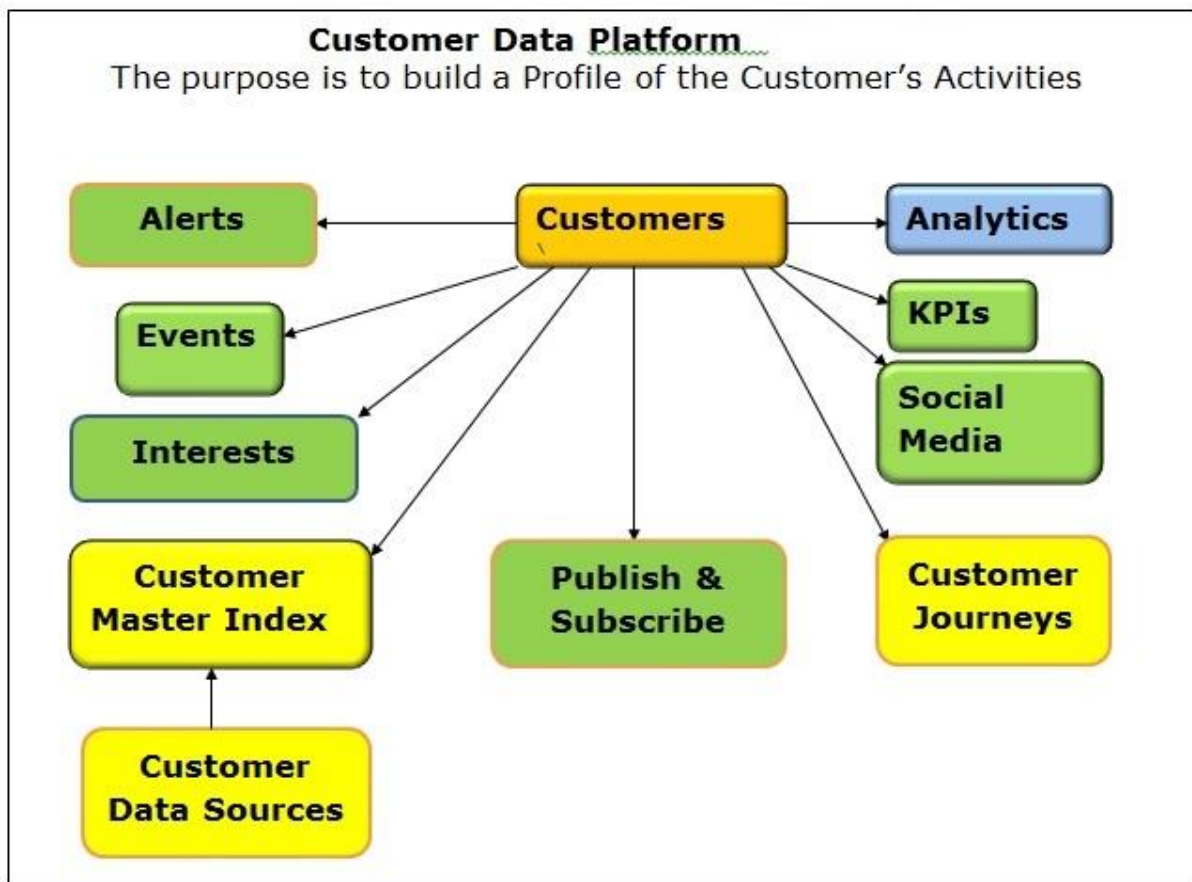 Customer Data Platform
The purpose is to build a Profile of the Customer's Activities
Alerts
Customers
Analytics
Events
KPIs
Social
Media
Interests
Customer
Master Index
Publish &
Subscribe
Customer
Journeys
Customer
Data Sources